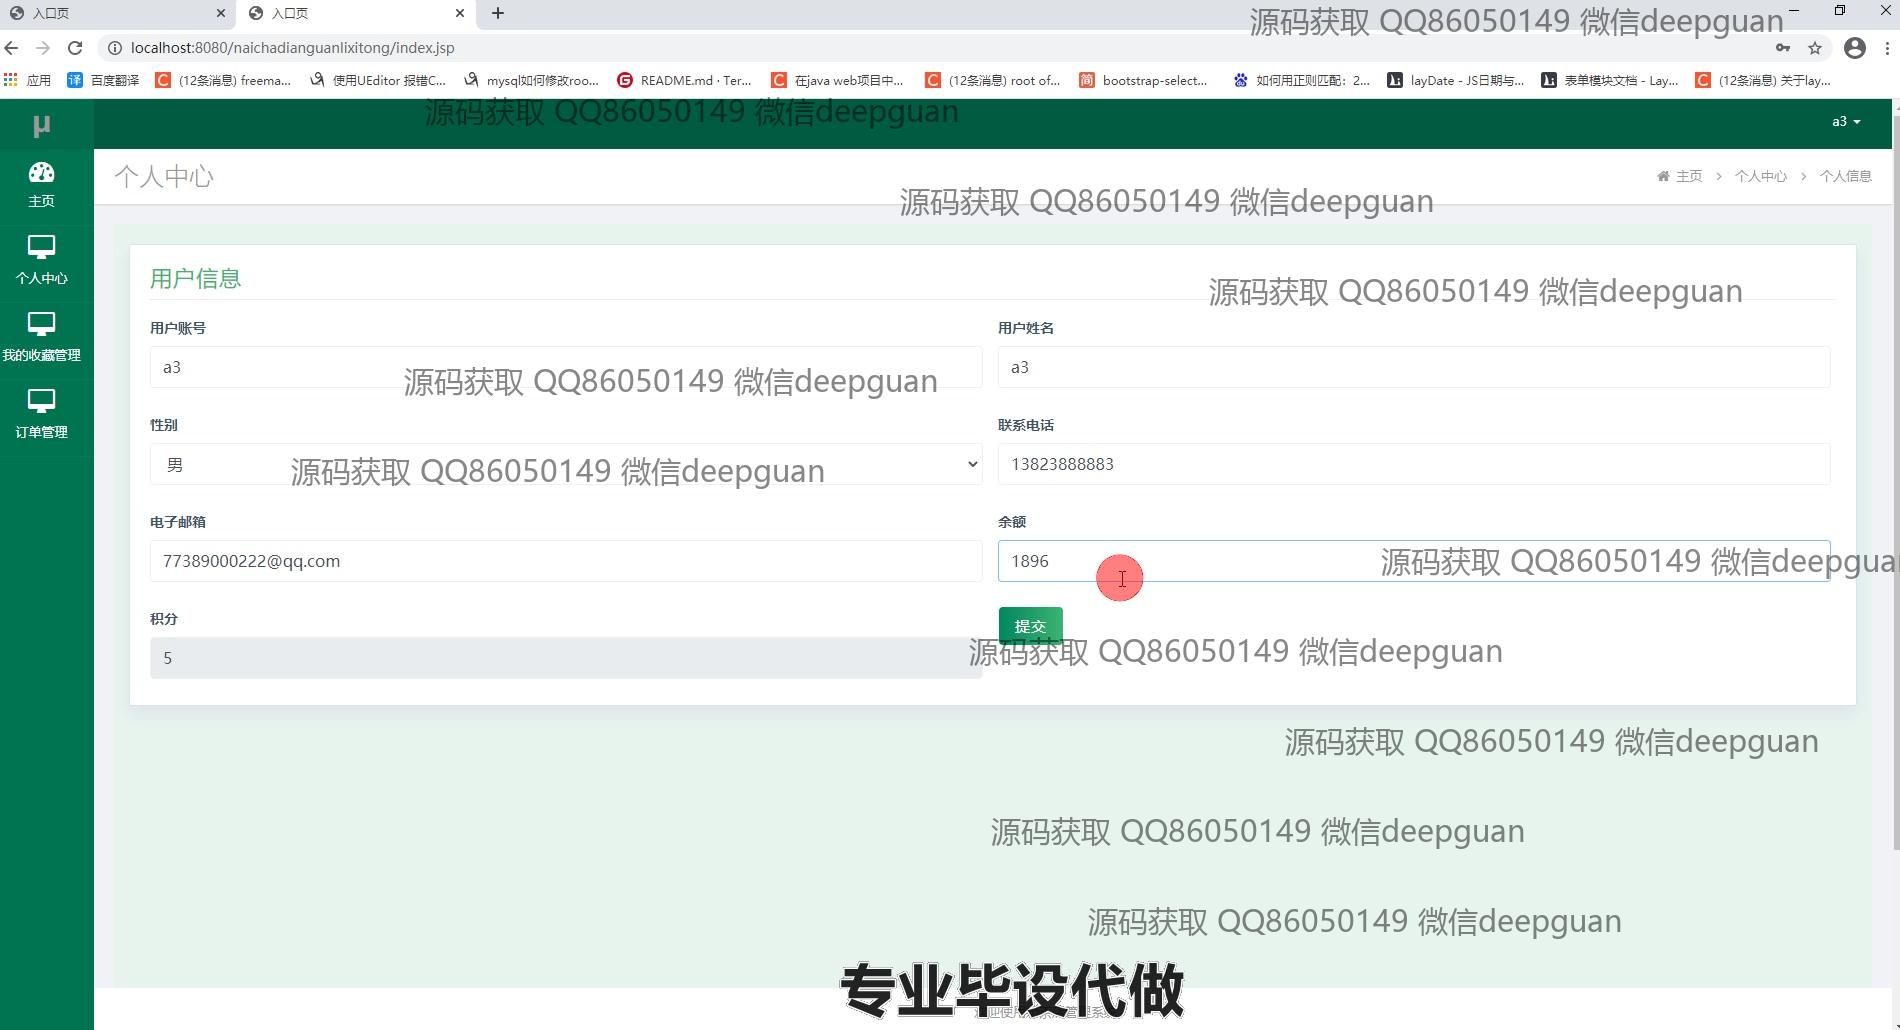 入口页
入口页
源码获取 QQ86050149 微信deepguan
localhost:8080/naichadianguanlixitong/index.jsp
应用
译 百度翻译
C (12条消息) freema...
使用UEditor 报错C...
mysql如何修改roo...
README.md · Ter...
C 在java web项目中...
C (12条消息) root of...
简 bootstrap-select...
如何用正则匹配：2...
layDate - JS日期与...
表单模块文档 - Lay...
C (12条消息) 关于lay...
μ
源码获取 QQ86050149 微信deepguan
a3
主页
个人中心
我的收藏管理
订单管理
个人中心
主页 > 个人中心 > 个人信息
源码获取 QQ86050149 微信deepguan
用户信息
源码获取 QQ86050149 微信deepguan
用户账号
a3
用户姓名
a3
源码获取 QQ86050149 微信deepguan
性别
男
联系电话
13823888883
源码获取 QQ86050149 微信deepguan
电子邮箱
77389000222@qq.com
余额
1896
源码获取 QQ86050149 微信deepgua
积分
5
提交
源码获取 QQ86050149 微信deepguan
源码获取 QQ86050149 微信deepguan
源码获取 QQ86050149 微信deepguan
源码获取 QQ86050149 微信deepguan
专业毕设代做